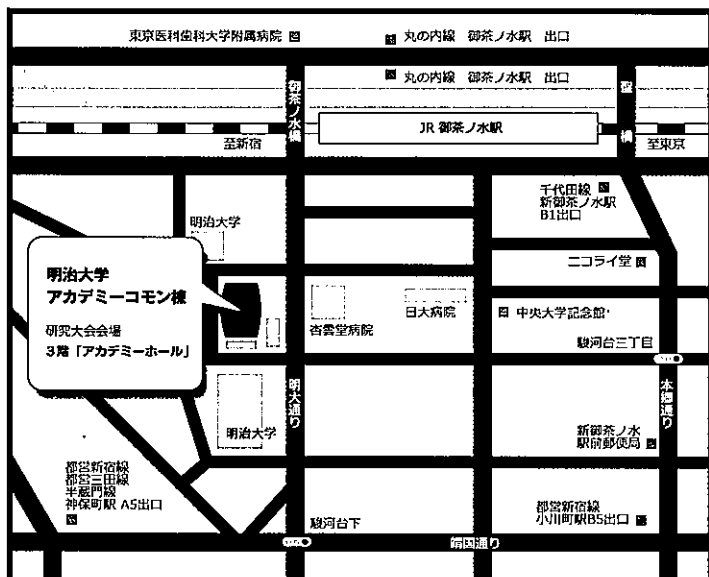 東京医科歯科大学附属病院
丸の内線 御茶ノ水駅 出口
丸の内線 御茶ノ水駅 出口
御茶ノ水橋
JR 御茶ノ水駅
橋
至新宿
至東京
千代田線
新御茶ノ水駅
B1出口
明治大学
ニコライ堂
明治大学
アカデミーコモン棟
研究大会会場
3階「アカデミーホール」
杏雲堂病院
日大病院
中央大学記念館
駿河台三丁目
明大通り
本郷通り
明治大学
新御茶ノ水
駅前郵便局
都営新宿線
都営三田線
半蔵門線
神保町駅 A5出口
駿河台下
靖国通り
都営新宿線
小川町駅B5出口